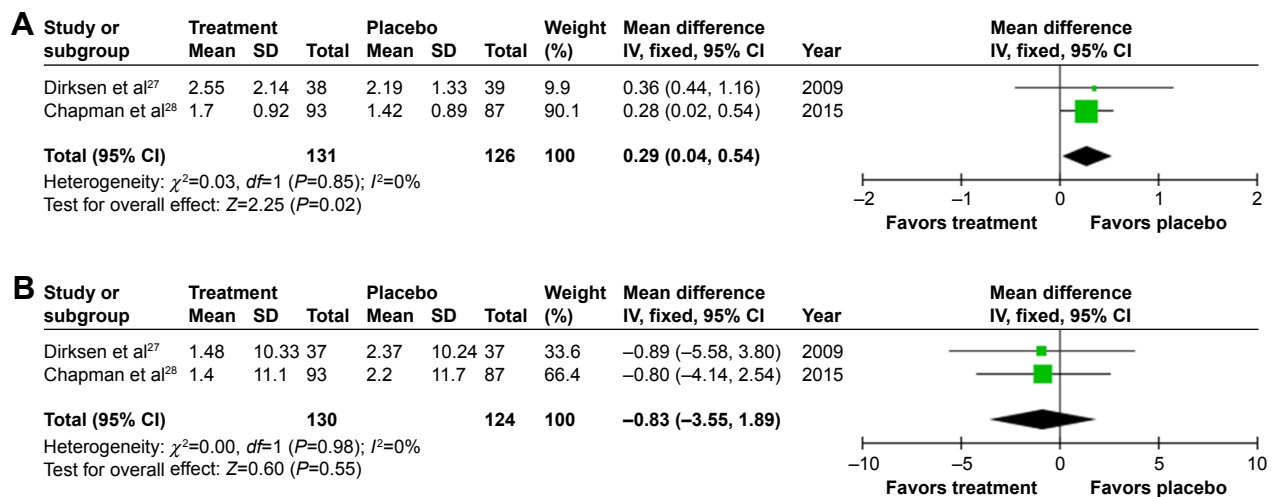 A Study or Treatment Placebo Weight Mean difference Mean difference
subgroup Mean SD Total Mean SD Total (%) IV, fixed, 95% CI Year IV, fixed, 95% CI
Dirksen et al²⁷ 2.55 2.14 38 2.19 1.33 39 9.9 0.36 (0.44, 1.16) 2009
Chapman et al²⁸ 1.7 0.92 93 1.42 0.89 87 90.1 0.28 (0.02, 0.54) 2015
Total (95% CI) 131 126 100 0.29 (0.04, 0.54)
Heterogeneity: χ²=0.03, df=1 (P=0.85); I²=0%
Test for overall effect: Z=2.25 (P=0.02)
–2 –1 0 1 2
Favors treatment Favors placebo
B Study or Treatment Placebo Weight Mean difference Mean difference
subgroup Mean SD Total Mean SD Total (%) IV, fixed, 95% CI Year IV, fixed, 95% CI
Dirksen et al²⁷ 1.48 10.33 37 2.37 10.24 37 33.6 –0.89 (–5.58, 3.80) 2009
Chapman et al²⁸ 1.4 11.1 93 2.2 11.7 87 66.4 –0.80 (–4.14, 2.54) 2015
Total (95% CI) 130 124 100 –0.83 (–3.55, 1.89)
Heterogeneity: χ²=0.00, df=1 (P=0.98); I²=0%
Test for overall effect: Z=0.60 (P=0.55)
–10 –5 0 5 10
Favors treatment Favors placebo